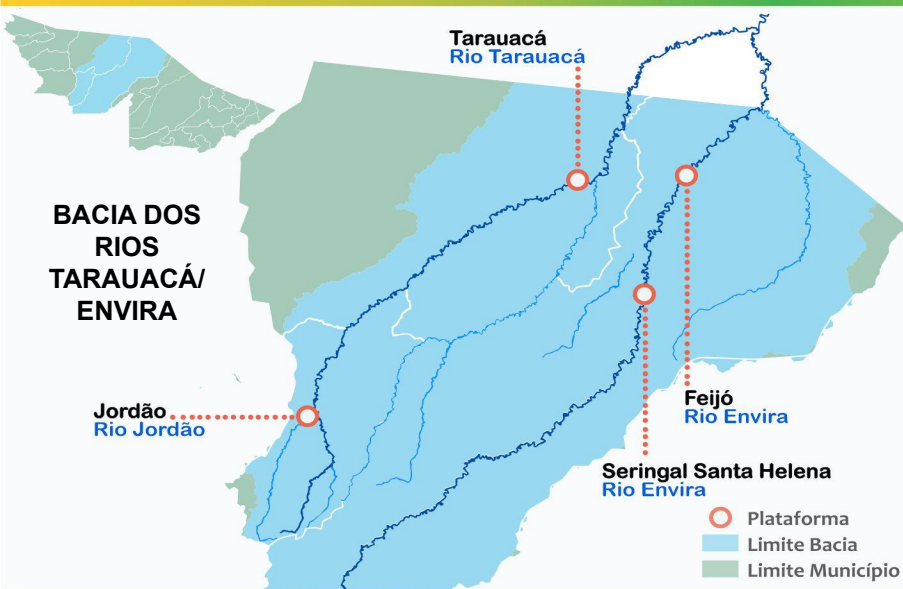 Tarauacá
Rio Tarauacá
BACIA DOS
RIOS
TARAUACÁ/
ENVIRA
Jordão
Rio Jordão
Feijó
Rio Envira
Seringal Santa Helena
Rio Envira
Plataforma
Limite Bacia
Limite Município